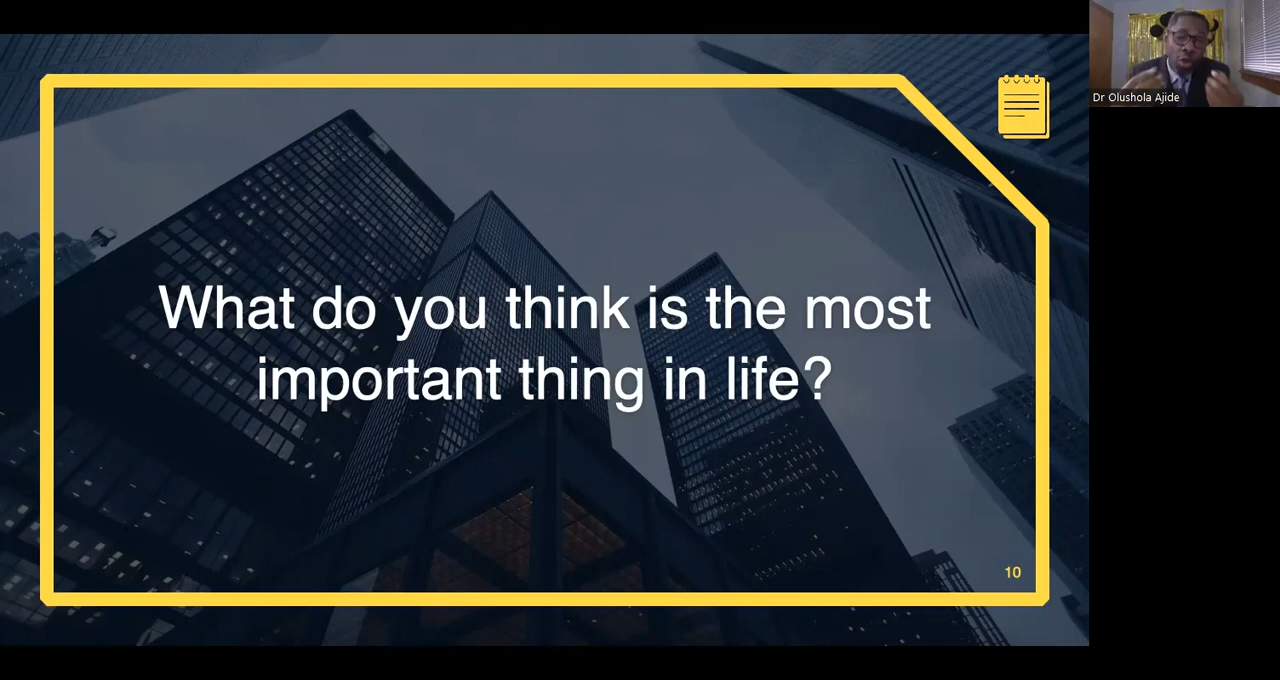 What do you think is the most
important thing in life?
10
Dr Olushola Ajide